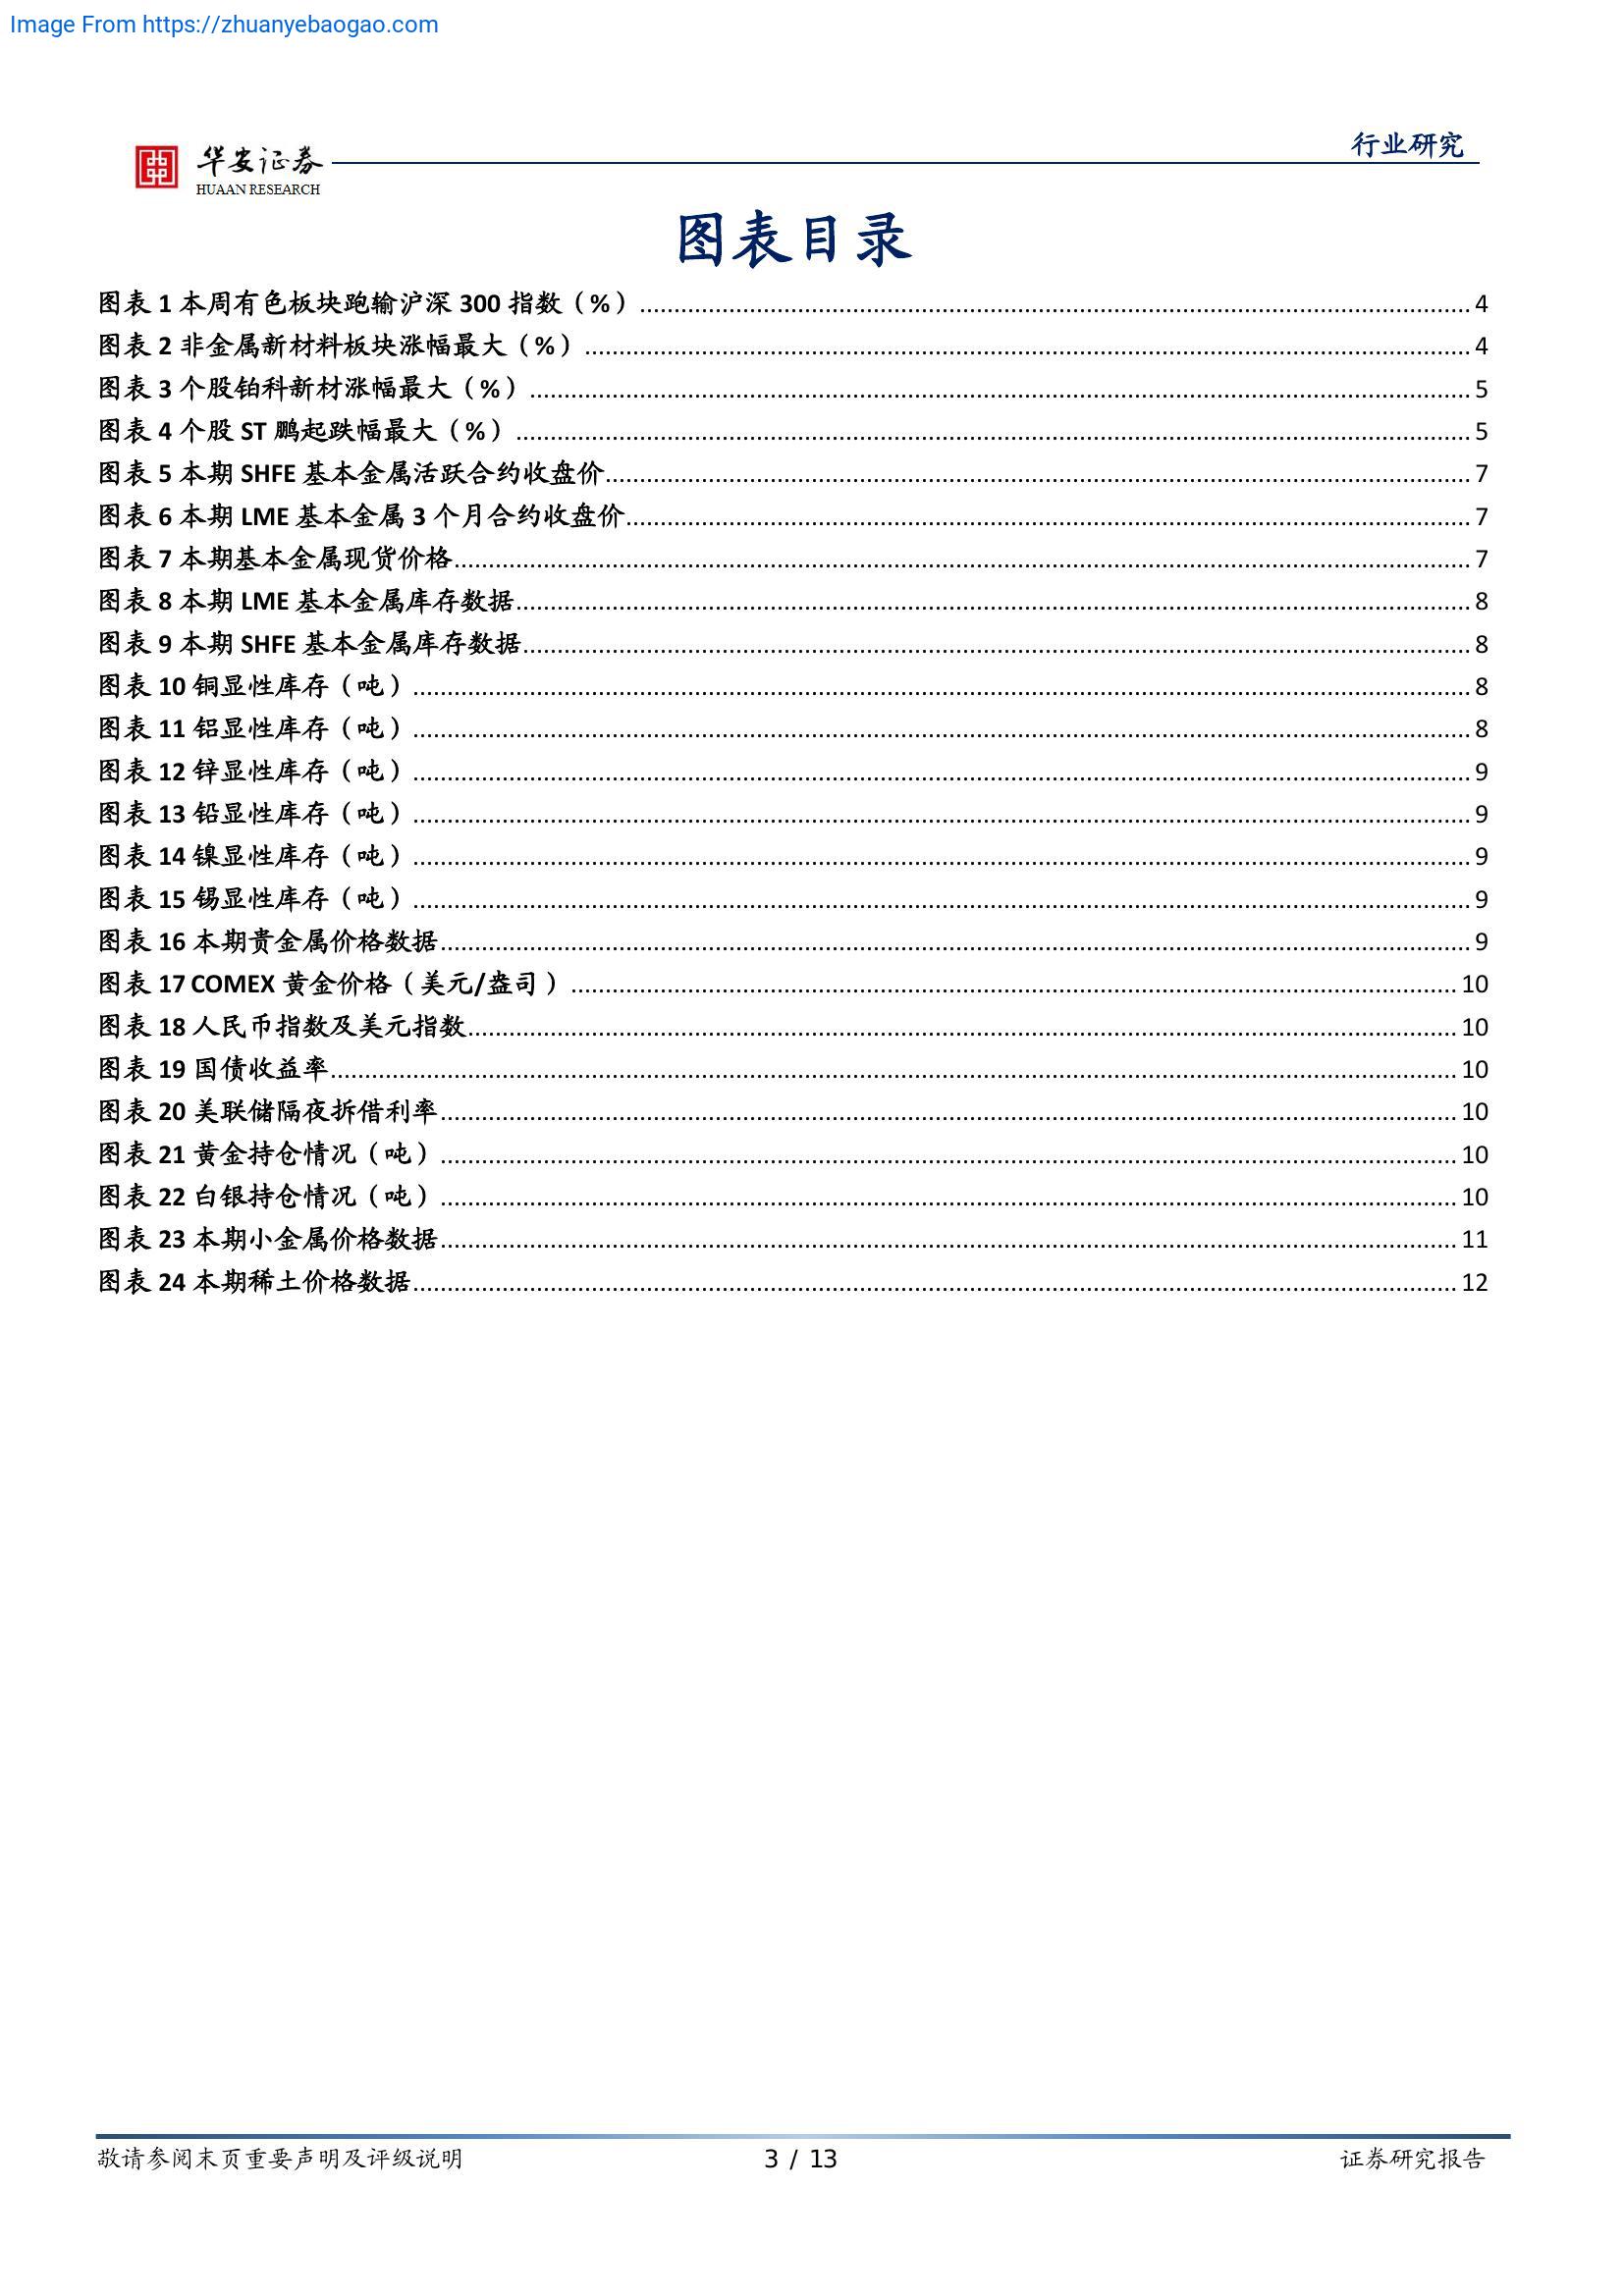 Image From https://zhuanyebaogao.com
行业研究
华安证券
HUAAN RESEARCH
图表目录
图表 1 本周有色板块跑输沪深 300 指数（%）........ 4
图表 2 非金属新材料板块涨幅最大（%）........ 4
图表 3 个股铂科新材涨幅最大（%）........ 5
图表 4 个股 ST 鹏起跌幅最大（%）........ 5
图表 5 本期 SHFE 基本金属活跃合约收盘价........ 7
图表 6 本期 LME 基本金属 3 个月合约收盘价........ 7
图表 7 本期基本金属现货价格........ 7
图表 8 本期 LME 基本金属库存数据........ 8
图表 9 本期 SHFE 基本金属库存数据........ 8
图表 10 铜显性库存（吨）........ 8
图表 11 铝显性库存（吨）........ 8
图表 12 锌显性库存（吨）........ 9
图表 13 铅显性库存（吨）........ 9
图表 14 镍显性库存（吨）........ 9
图表 15 锡显性库存（吨）........ 9
图表 16 本期贵金属价格数据........ 9
图表 17 COMEX 黄金价格（美元/盎司）........ 10
图表 18 人民币指数及美元指数........ 10
图表 19 国债收益率........ 10
图表 20 美联储隔夜拆借利率........ 10
图表 21 黄金持仓情况（吨）........ 10
图表 22 白银持仓情况（吨）........ 10
图表 23 本期小金属价格数据........ 11
图表 24 本期稀土价格数据........ 12
敬请参阅末页重要声明及评级说明 3 / 13 证券研究报告